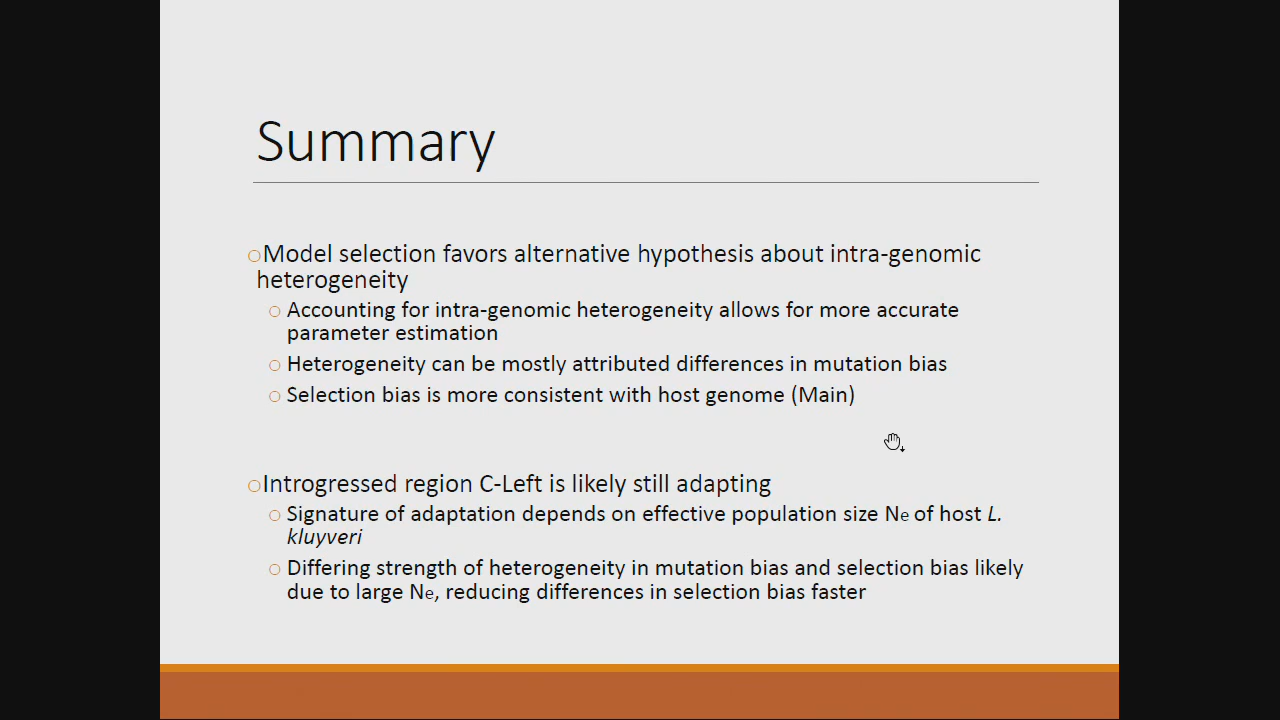 Summary
Model selection favors alternative hypothesis about intra-genomic
heterogeneity
Accounting for intra-genomic heterogeneity allows for more accurate
parameter estimation
Heterogeneity can be mostly attributed differences in mutation bias
Selection bias is more consistent with host genome (Main)
Introgressed region C-Left is likely still adapting
Signature of adaptation depends on effective population size Ne of host L.
kluyveri
Differing strength of heterogeneity in mutation bias and selection bias likely
due to large Ne, reducing differences in selection bias faster